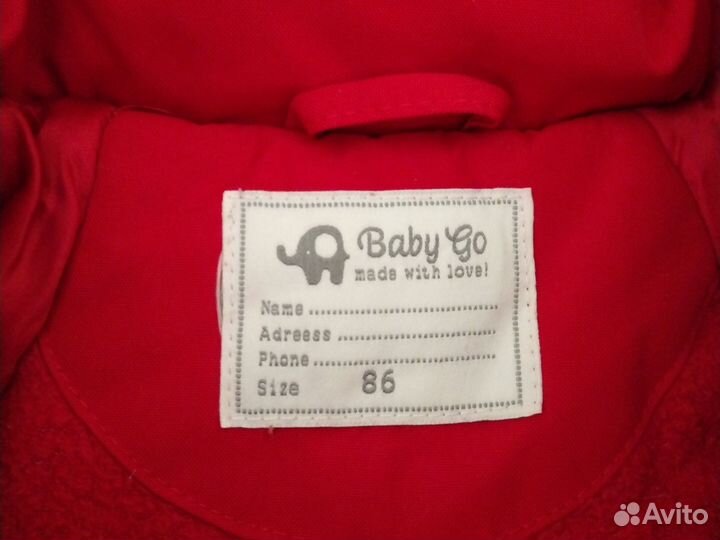 Baby Go
made with love!
Name
Adreess
Phone
Size 86
Avito